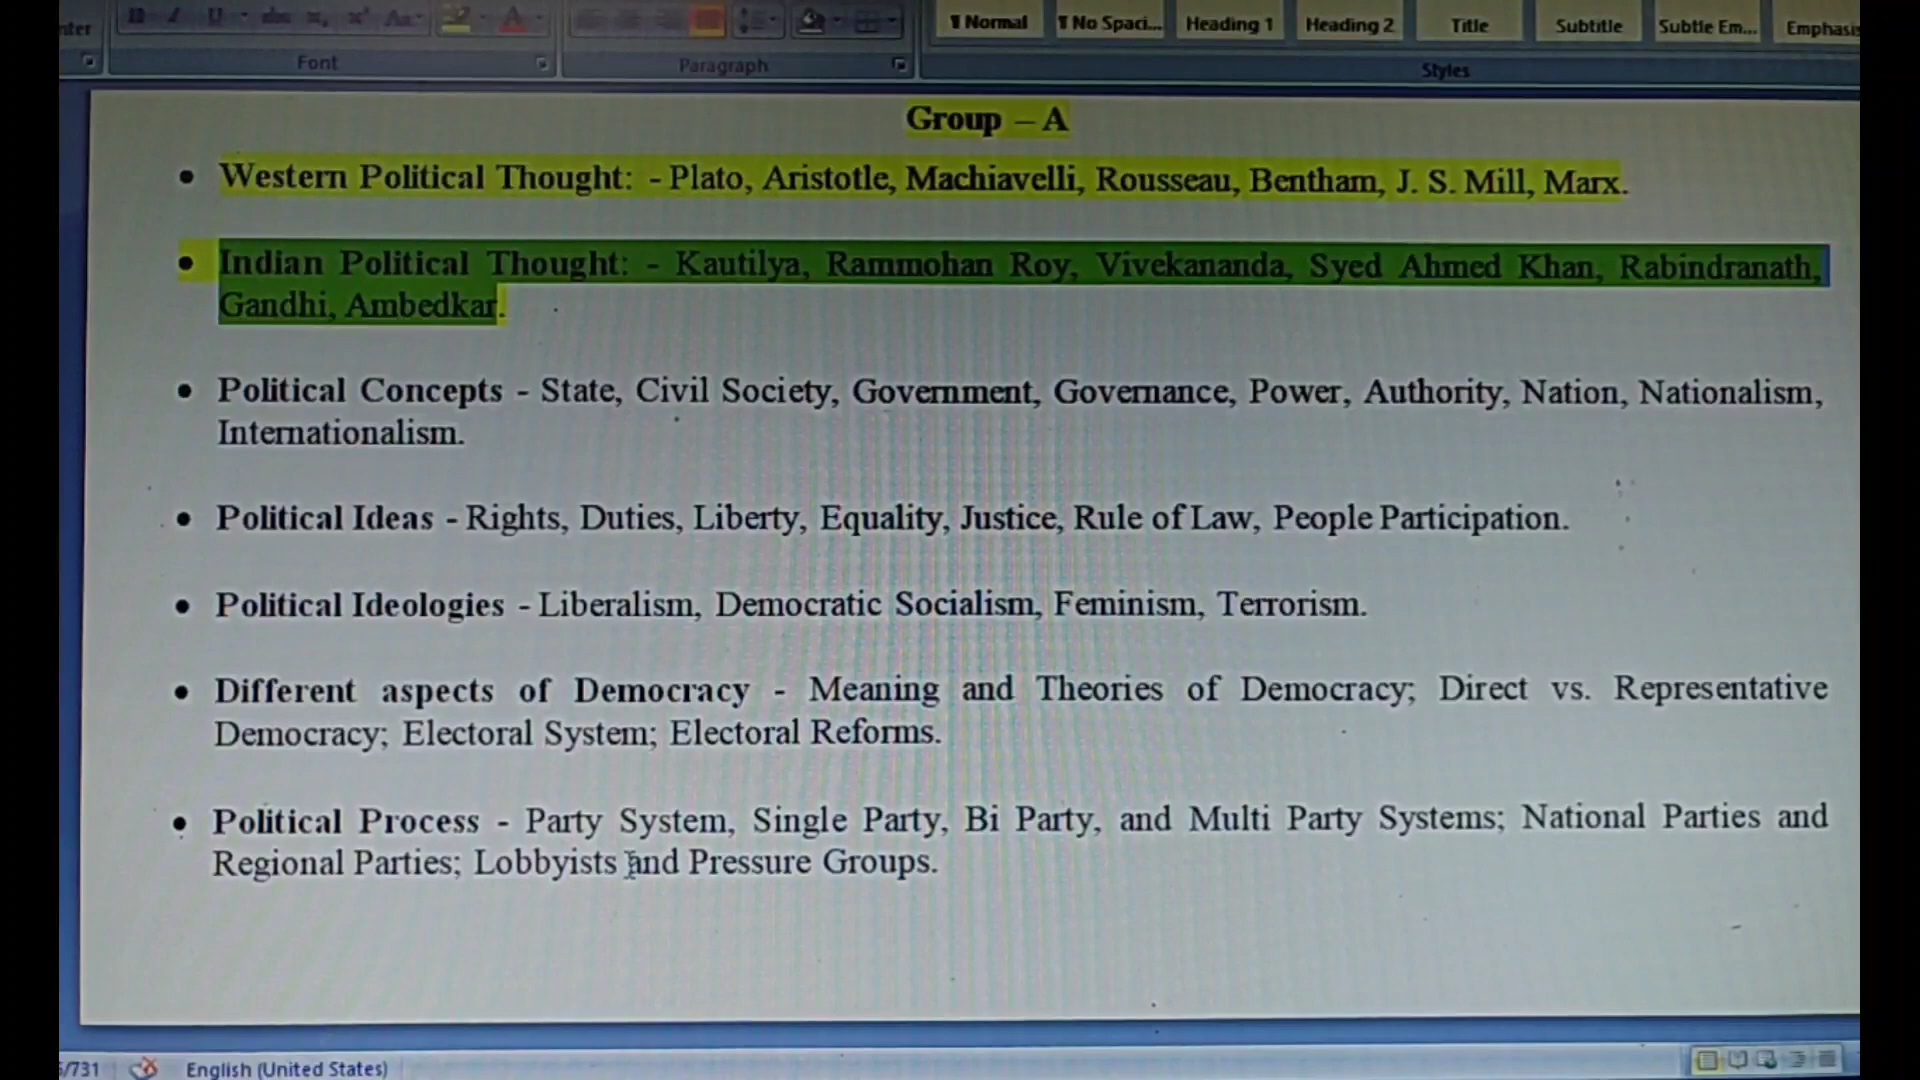 Font
Paragraph
¶ Normal
¶ No Spaci...
Heading 1
Heading 2
Title
Subtitle
Subtle Em...
Emphasis
Styles
Group – A
• Western Political Thought: - Plato, Aristotle, Machiavelli, Rousseau, Bentham, J. S. Mill, Marx.
• Indian Political Thought: - Kautilya, Rammohan Roy, Vivekananda, Syed Ahmed Khan, Rabindranath,
Gandhi, Ambedkar.
• Political Concepts - State, Civil Society, Government, Governance, Power, Authority, Nation, Nationalism,
Internationalism.
• Political Ideas - Rights, Duties, Liberty, Equality, Justice, Rule of Law, People Participation.
• Political Ideologies - Liberalism, Democratic Socialism, Feminism, Terrorism.
• Different aspects of Democracy - Meaning and Theories of Democracy; Direct vs. Representative
Democracy; Electoral System; Electoral Reforms.
• Political Process - Party System, Single Party, Bi Party, and Multi Party Systems; National Parties and
Regional Parties; Lobbyists and Pressure Groups.
/731
English (United States)